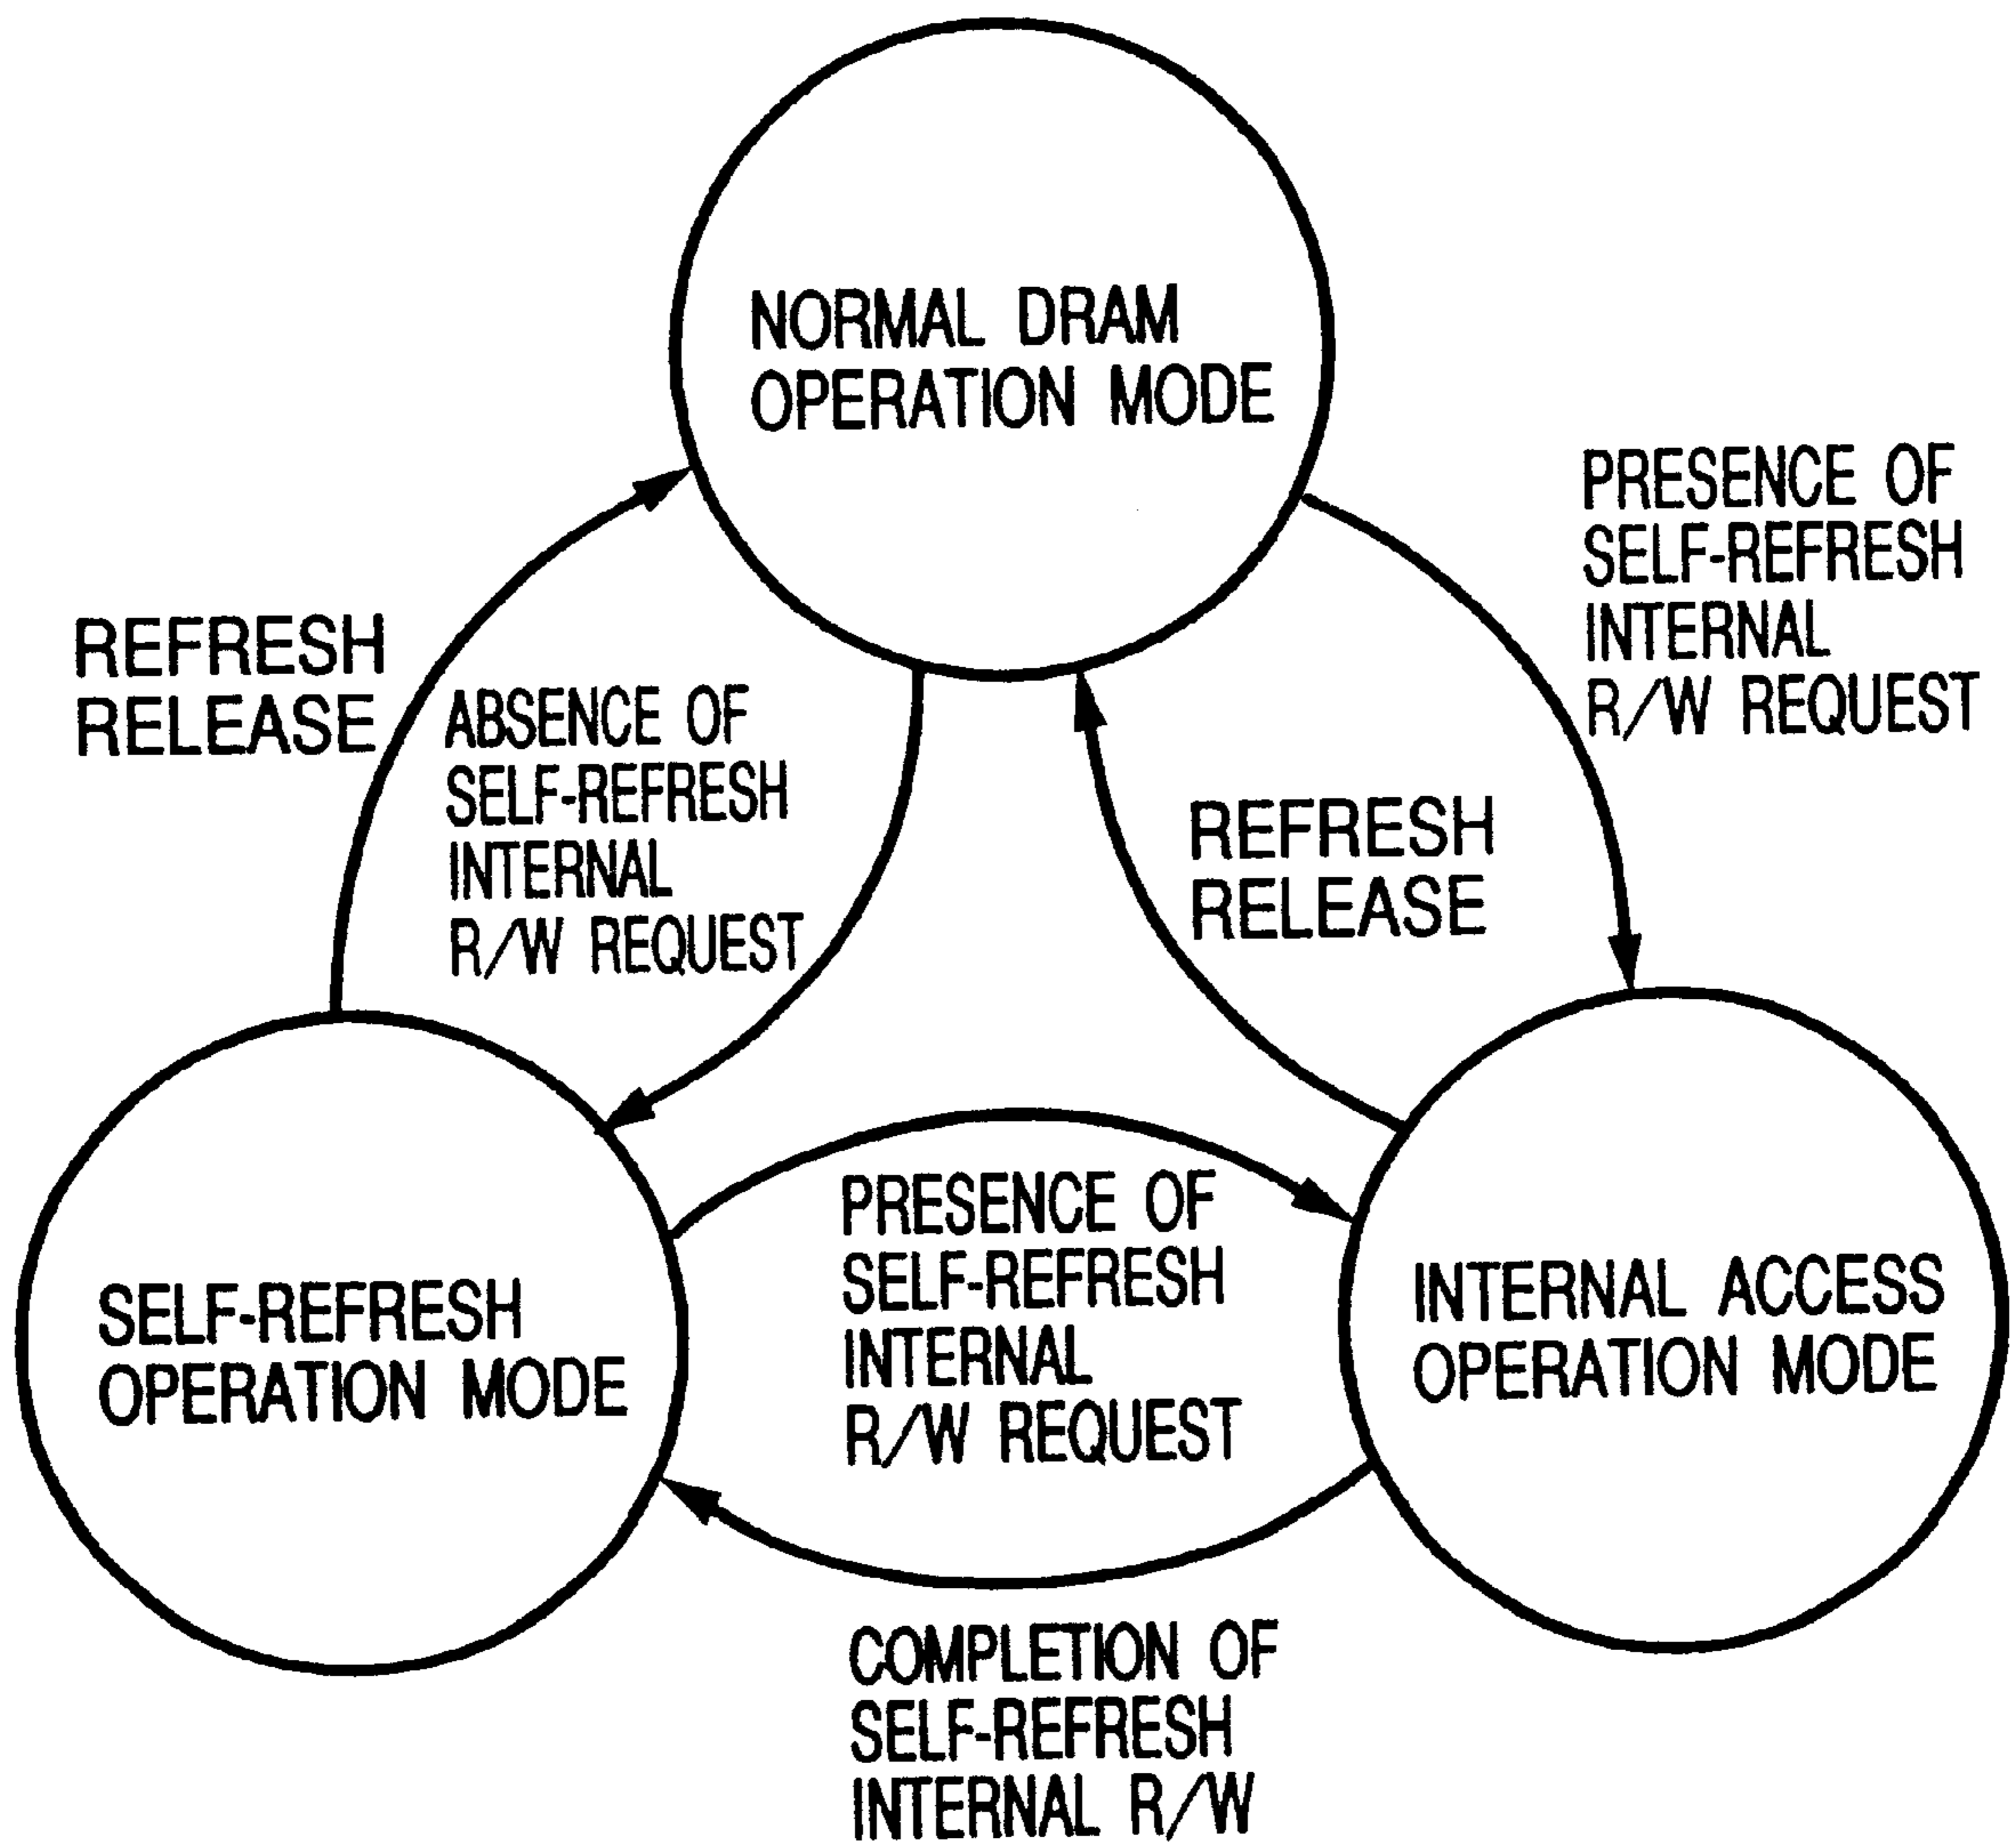 NORMAL DRAM
OPERATION MODE
PRESENCE OF
SELF-REFRESH
INTERNAL
R/W REQUEST
REFRESH
RELEASE
ABSENCE OF
SELF-REFRESH
INTERNAL
R/W REQUEST
REFRESH
RELEASE
PRESENCE OF
SELF-REFRESH
INTERNAL
R/W REQUEST
SELF-REFRESH
OPERATION MODE
INTERNAL ACCESS
OPERATION MODE
COMPLETION OF
SELF-REFRESH
INTERNAL R/W